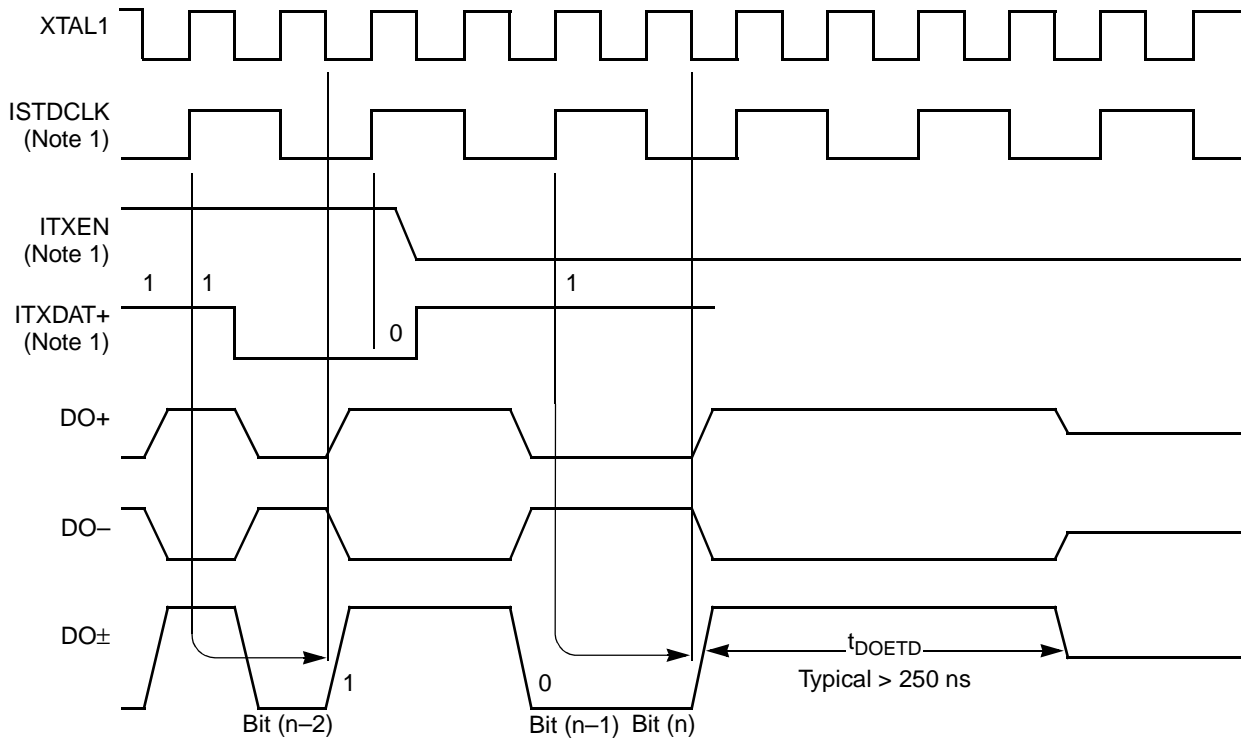 XTAL1
ISTDCLK
(Note 1)
ITXEN
(Note 1)
1 1 1
ITXDAT+
(Note 1)
0
DO+
DO–
DO±
tDOETD
Typical > 250 ns
1 0
Bit (n–2) Bit (n–1) Bit (n)